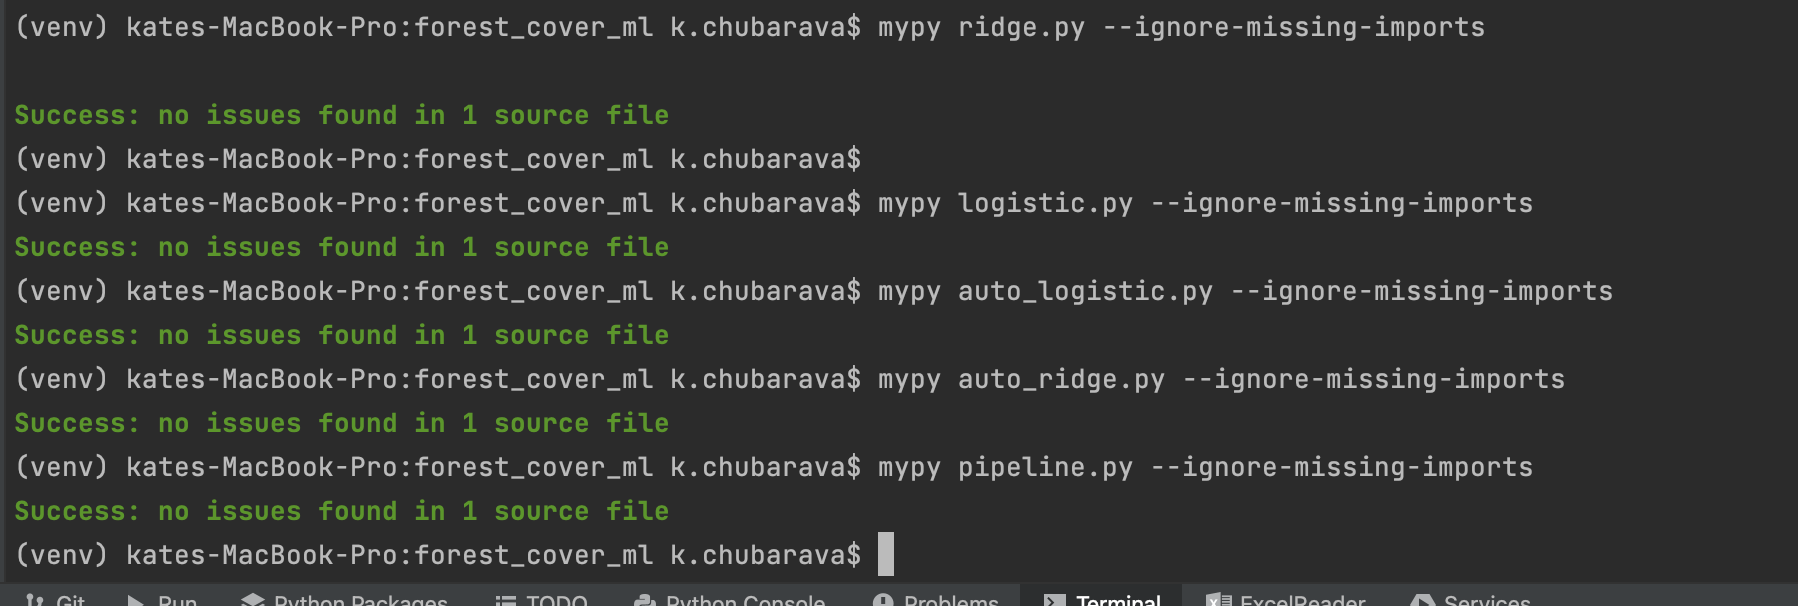 (venv) kates-MacBook-Pro:forest_cover_ml k.chubarava$ mypy ridge.py --ignore-missing-imports
Success: no issues found in 1 source file
(venv) kates-MacBook-Pro:forest_cover_ml k.chubarava$
(venv) kates-MacBook-Pro:forest_cover_ml k.chubarava$ mypy logistic.py --ignore-missing-imports
Success: no issues found in 1 source file
(venv) kates-MacBook-Pro:forest_cover_ml k.chubarava$ mypy auto_logistic.py --ignore-missing-imports
Success: no issues found in 1 source file
(venv) kates-MacBook-Pro:forest_cover_ml k.chubarava$ mypy auto_ridge.py --ignore-missing-imports
Success: no issues found in 1 source file
(venv) kates-MacBook-Pro:forest_cover_ml k.chubarava$ mypy pipeline.py --ignore-missing-imports
Success: no issues found in 1 source file
(venv) kates-MacBook-Pro:forest_cover_ml k.chubarava$
Git Run Python Packages TODO Python Console Problems Terminal ExcelReader Services